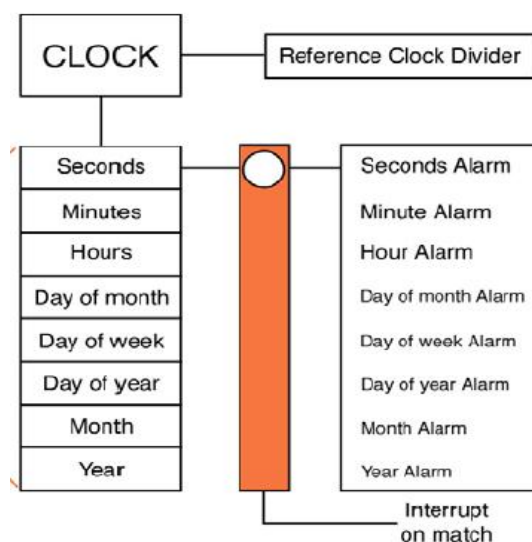 CLOCK
Reference Clock Divider
Seconds
Seconds Alarm
Minutes
Minute Alarm
Hours
Hour Alarm
Day of month
Day of month Alarm
Day of week
Day of week Alarm
Day of year
Day of year Alarm
Month
Month Alarm
Year
Year Alarm
Interrupt
on match